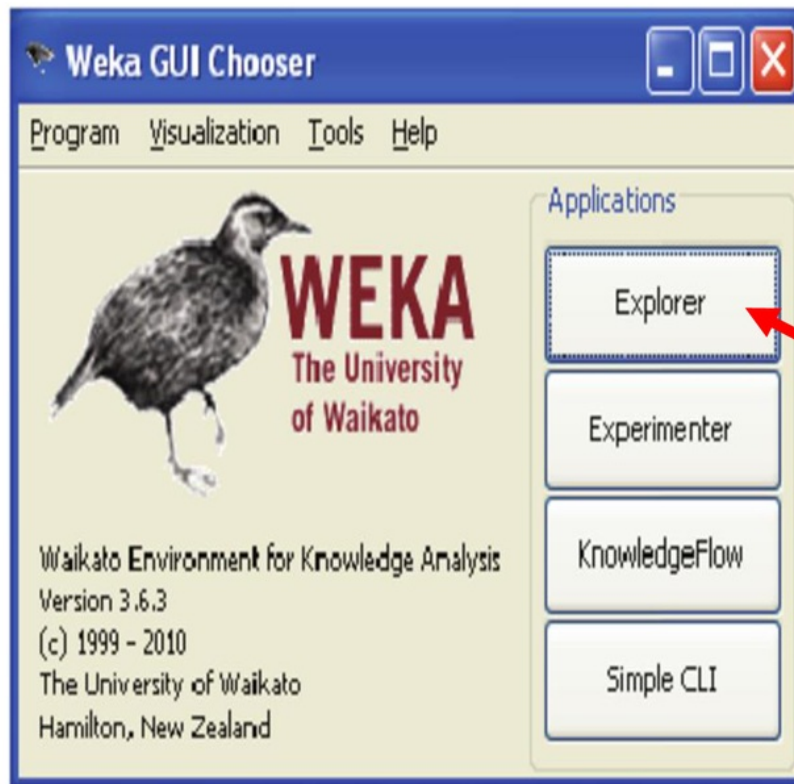 Weka GUI Chooser
Program Visualization Tools Help
WEKA
The University
of Waikato
Waikato Environment for Knowledge Analysis
Version 3.6.3
(c) 1999 - 2010
The University of Waikato
Hamilton, New Zealand
Applications
Explorer
Experimenter
KnowledgeFlow
Simple CLI